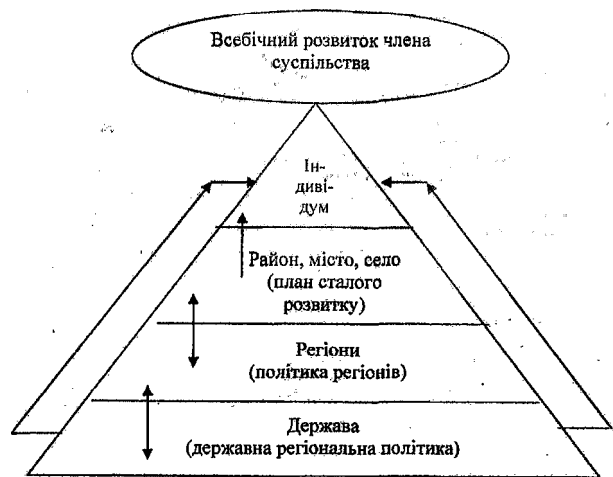 Всебічний розвиток члена
суспільства
Ін-
диві-
дум
Район, місто, село
(план сталого
розвитку)
Регіони
(політика регіонів)
Держава
(державна регіональна політика)